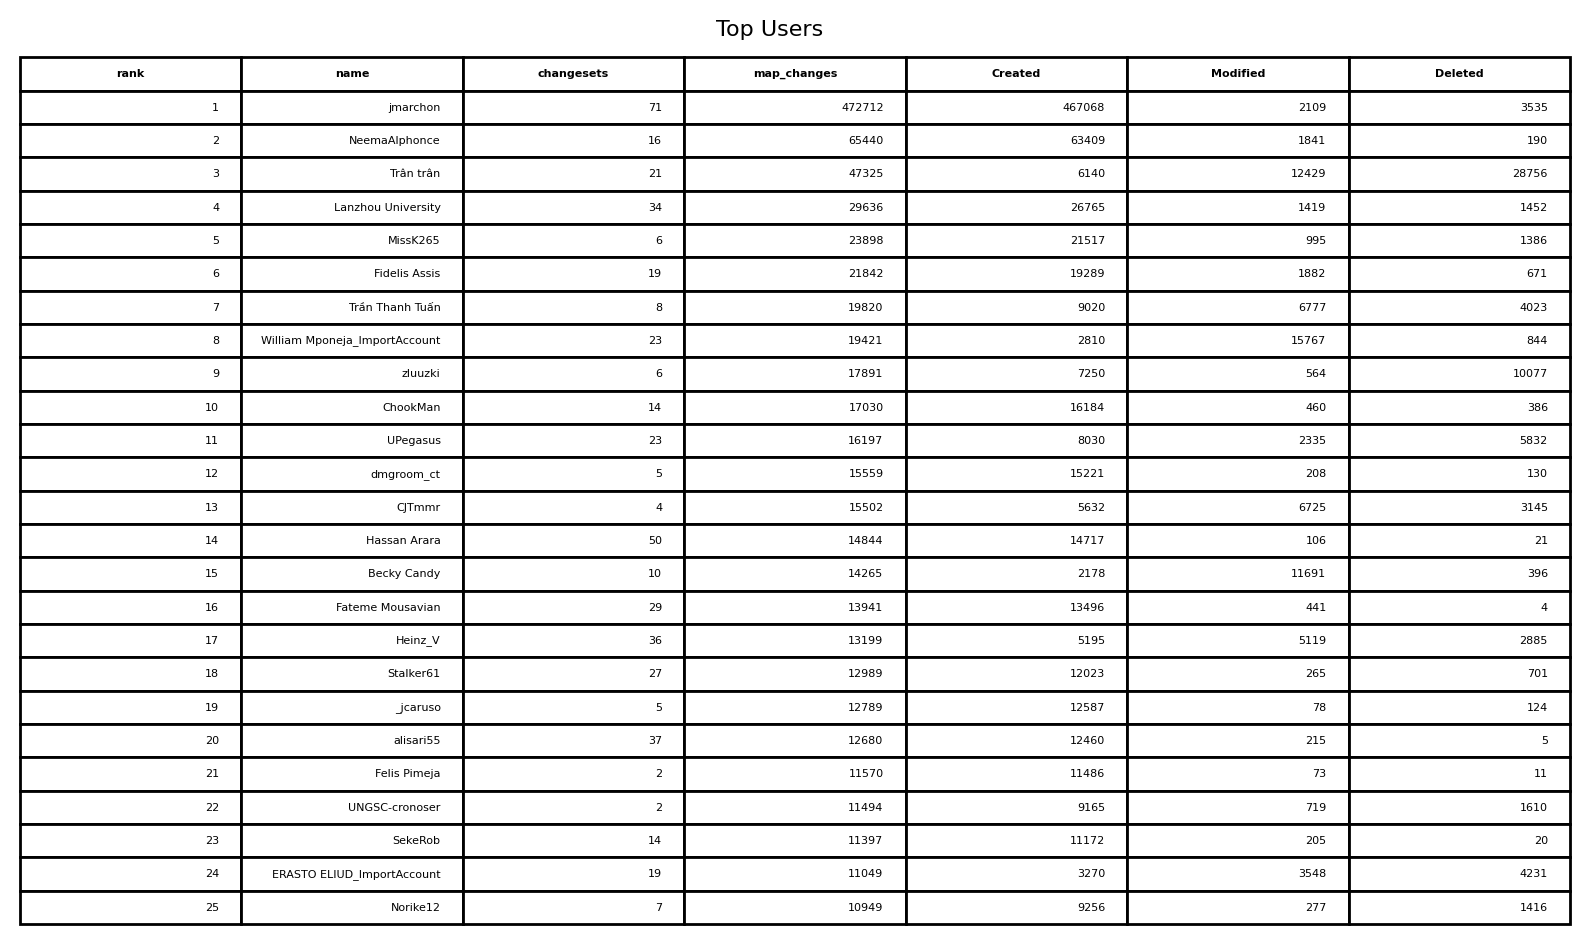 Top Users
rank name changesets map_changes Created Modified Deleted
1 jmarchon 71 472712 467068 2109 3535
2 NeemaAlphonce 16 65440 63409 1841 190
3 Trân trân 21 47325 6140 12429 28756
4 Lanzhou University 34 29636 26765 1419 1452
5 MissK265 6 23898 21517 995 1386
6 Fidelis Assis 19 21842 19289 1882 671
7 Trần Thanh Tuấn 8 19820 9020 6777 4023
8 William Mponeja_ImportAccount 23 19421 2810 15767 844
9 zluuzki 6 17891 7250 564 10077
10 ChookMan 14 17030 16184 460 386
11 UPegasus 23 16197 8030 2335 5832
12 dmgroom_ct 5 15559 15221 208 130
13 CJTmmr 4 15502 5632 6725 3145
14 Hassan Arara 50 14844 14717 106 21
15 Becky Candy 10 14265 2178 11691 396
16 Fateme Mousavian 29 13941 13496 441 4
17 Heinz_V 36 13199 5195 5119 2885
18 Stalker61 27 12989 12023 265 701
19 _jcaruso 5 12789 12587 78 124
20 alisari55 37 12680 12460 215 5
21 Felis Pimeja 2 11570 11486 73 11
22 UNGSC-cronoser 2 11494 9165 719 1610
23 SekeRob 14 11397 11172 205 20
24 ERASTO ELIUD_ImportAccount 19 11049 3270 3548 4231
25 Norike12 7 10949 9256 277 1416